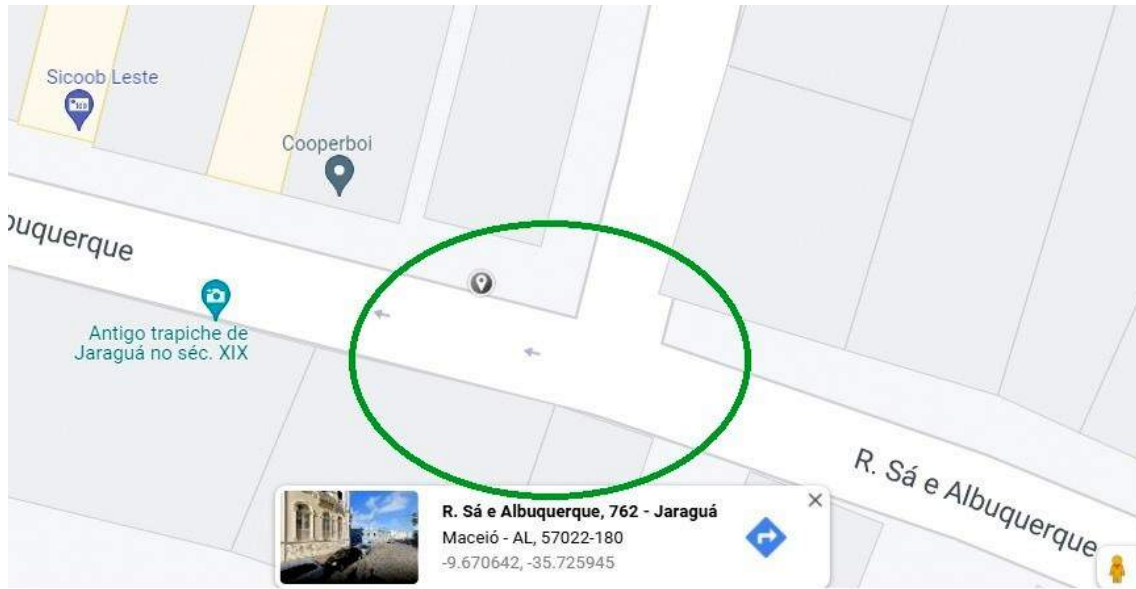 Sicoob Leste
Cooperboi
buquerque
Antigo trapiche de
Jaraguá no séc. XIX
R. Sá e Albuquerque
R. Sá e Albuquerque, 762 - Jaraguá
Maceió - AL, 57022-180
-9.670642, -35.725945